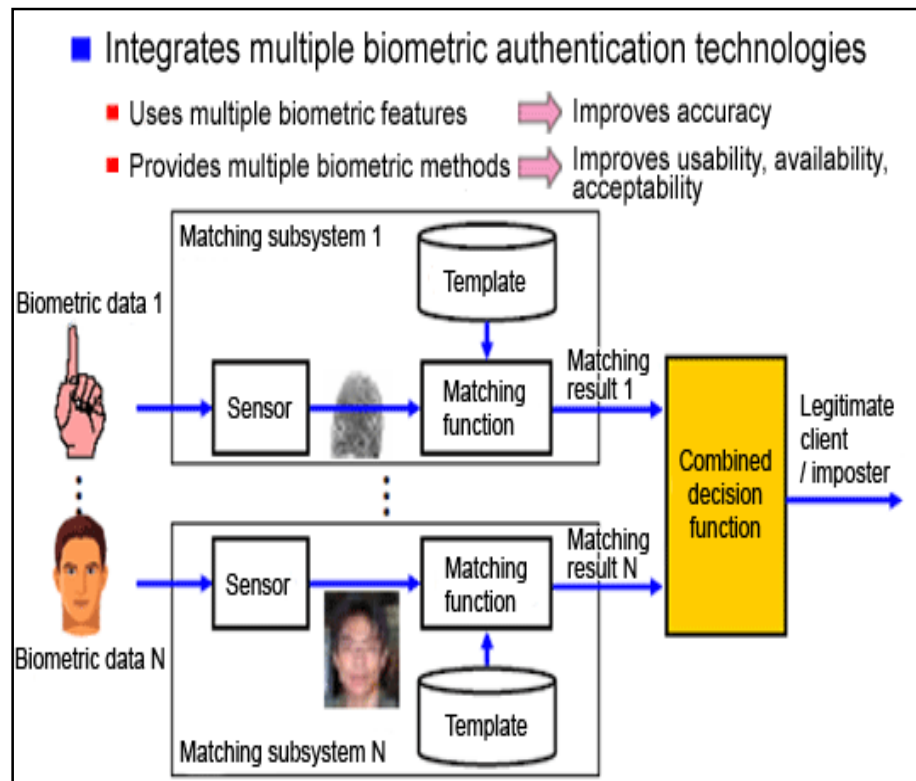 Integrates multiple biometric authentication technologies
Uses multiple biometric features
Improves accuracy
Provides multiple biometric methods
Improves usability, availability,
acceptability
Matching subsystem 1
Template
Biometric data 1
Sensor
Matching
function
Matching
result 1
Legitimate
client
/ imposter
Combined
decision
function
Sensor
Matching
function
Matching
result N
Biometric data N
Template
Matching subsystem N